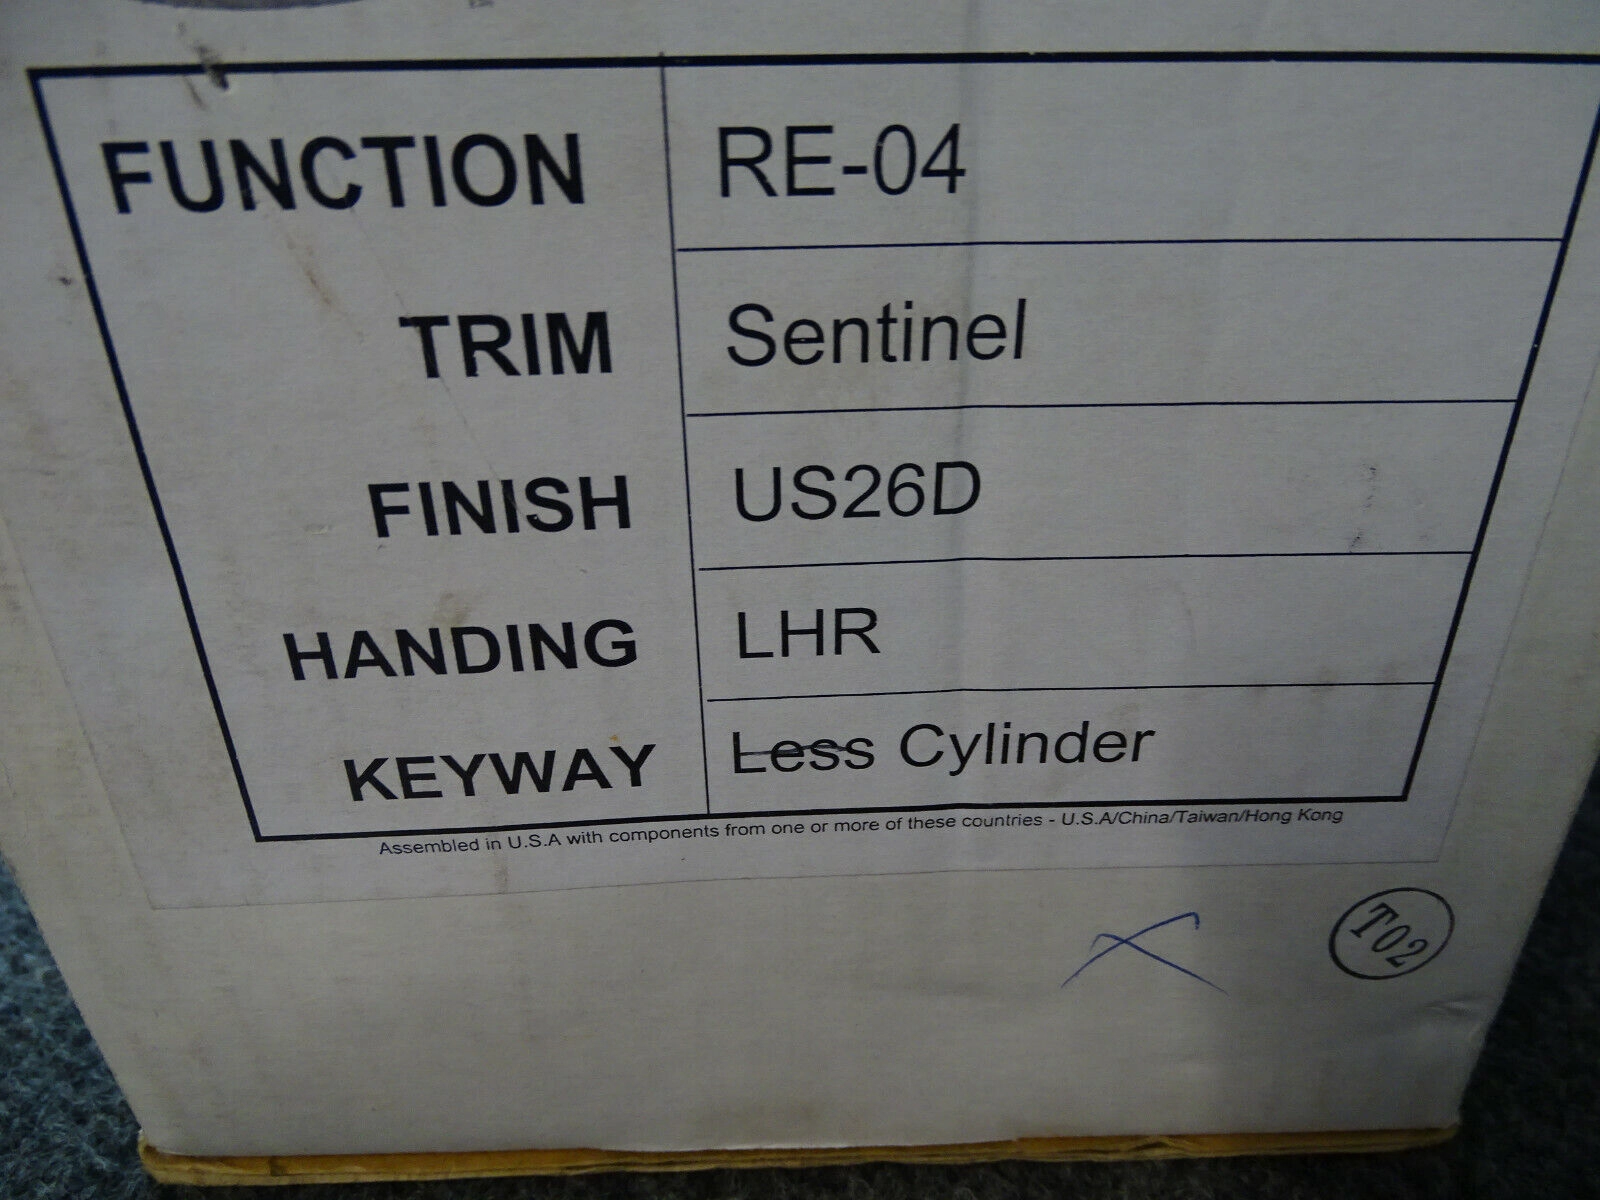 FUNCTION RE-04
TRIM Sentinel
FINISH US26D
HANDING LHR
KEYWAY Less Cylinder
Assembled in U.S.A with components from one or more of these countries - U.S.A/China/Taiwan/Hong Kong
T02